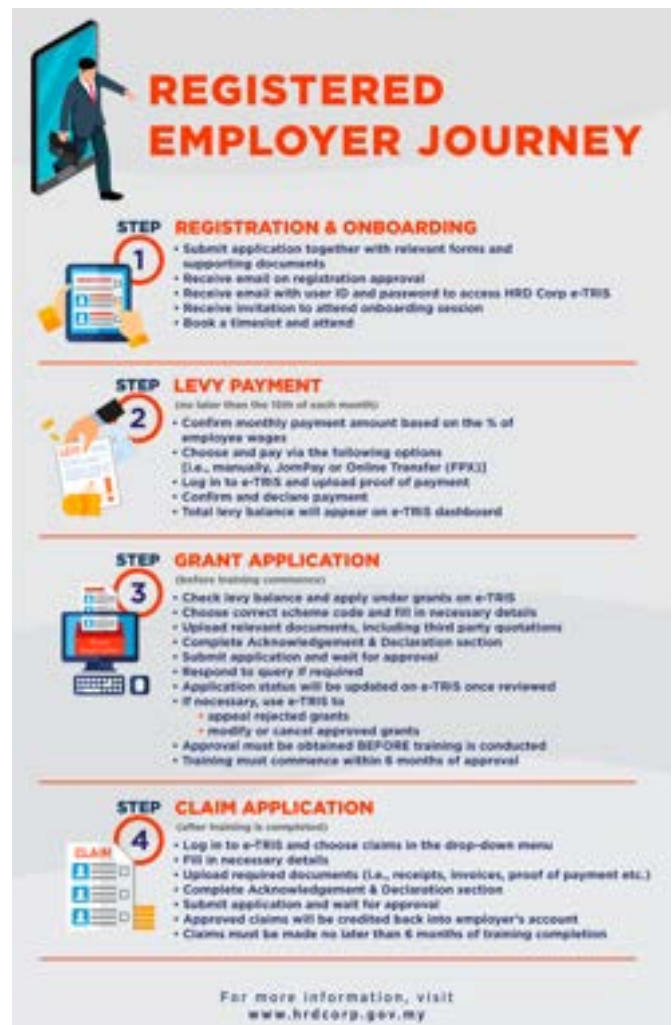 REGISTERED
EMPLOYER JOURNEY
STEP
1
REGISTRATION & ONBOARDING
• Submit application together with relevant forms and
supporting documents
• Receive email on registration approval
• Receive email with user ID and password to access HRD Corp e-TRIS
• Receive invitation to attend onboarding session
• Book a timeslot and attend
STEP
2
LEVY PAYMENT
(no later than the 15th of each month)
• Confirm monthly payment amount based on the % of
employee wages
• Choose and pay via the following options
[i.e., manually, JomPay or Online Transfer (FPX)]
• Log in to e-TRIS and upload proof of payment
• Confirm and declare payment
• Total levy balance will appear on e-TRIS dashboard
LEVY
STEP
3
GRANT APPLICATION
(before training commence)
• Check levy balance and apply under grants on e-TRIS
• Choose correct scheme code and fill in necessary details
• Upload relevant documents, including third party quotations
• Complete Acknowledgement & Declaration section
• Submit application and wait for approval
• Respond to query if required
• Application status will be updated on e-TRIS once reviewed
• If necessary, use e-TRIS to
• appeal rejected grants
• modify or cancel approved grants
• Approval must be obtained BEFORE training is conducted
• Training must commence within 6 months of approval
STEP
4
CLAIM APPLICATION
(after training is completed)
• Log in to e-TRIS and choose claims in the drop-down menu
• Fill in necessary details
• Upload required documents (i.e., receipts, invoices, proof of payment etc.)
• Complete Acknowledgement & Declaration section
• Submit application and wait for approval
• Approved claims will be credited back into employer's account
• Claims must be made no later than 6 months of training completion
CLAIM
For more information, visit
www.hrdcorp.gov.my